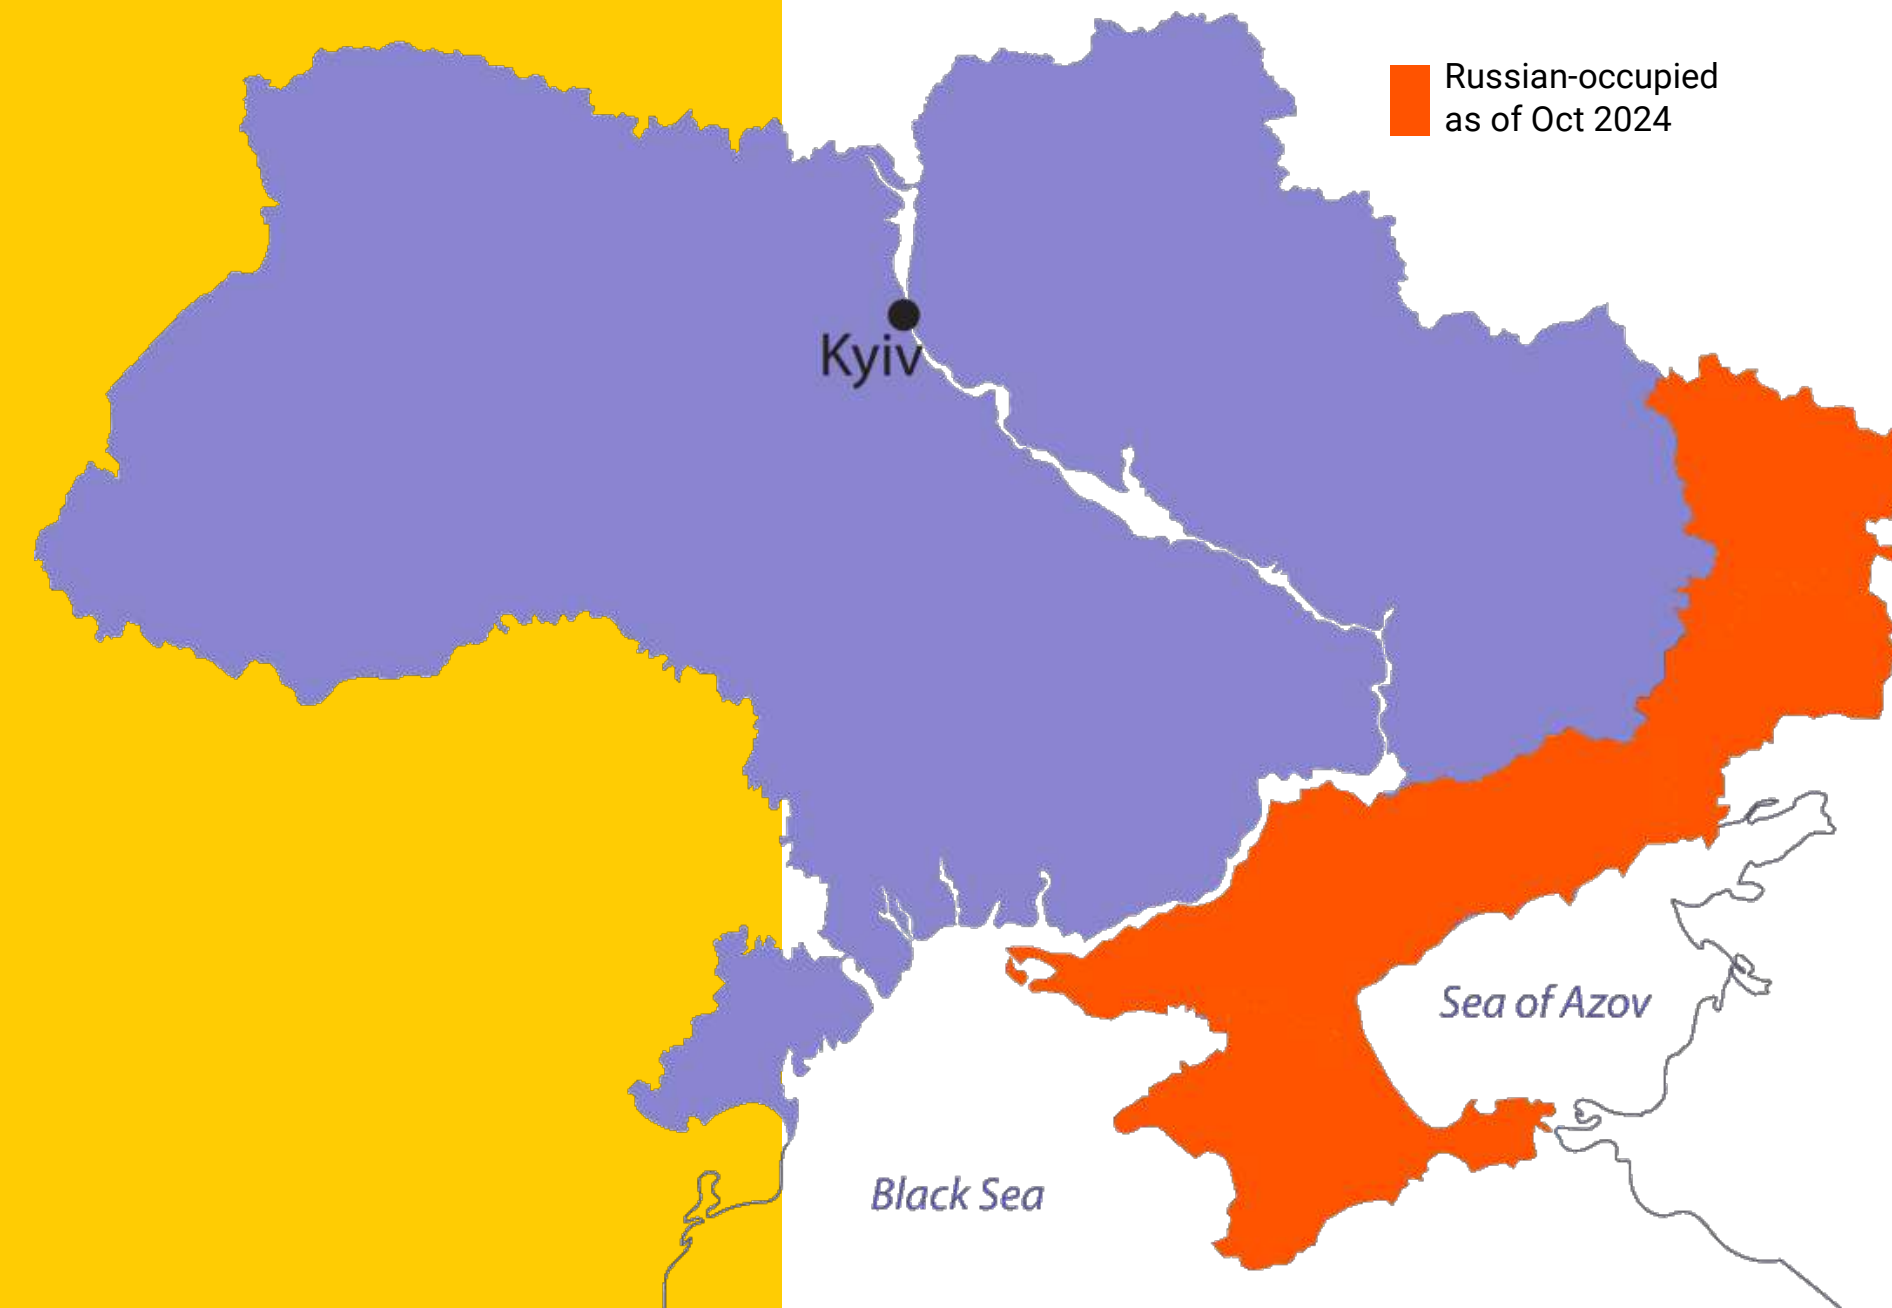 Russian-occupied
as of Oct 2024
Kyiv
Sea of Azov
Black Sea